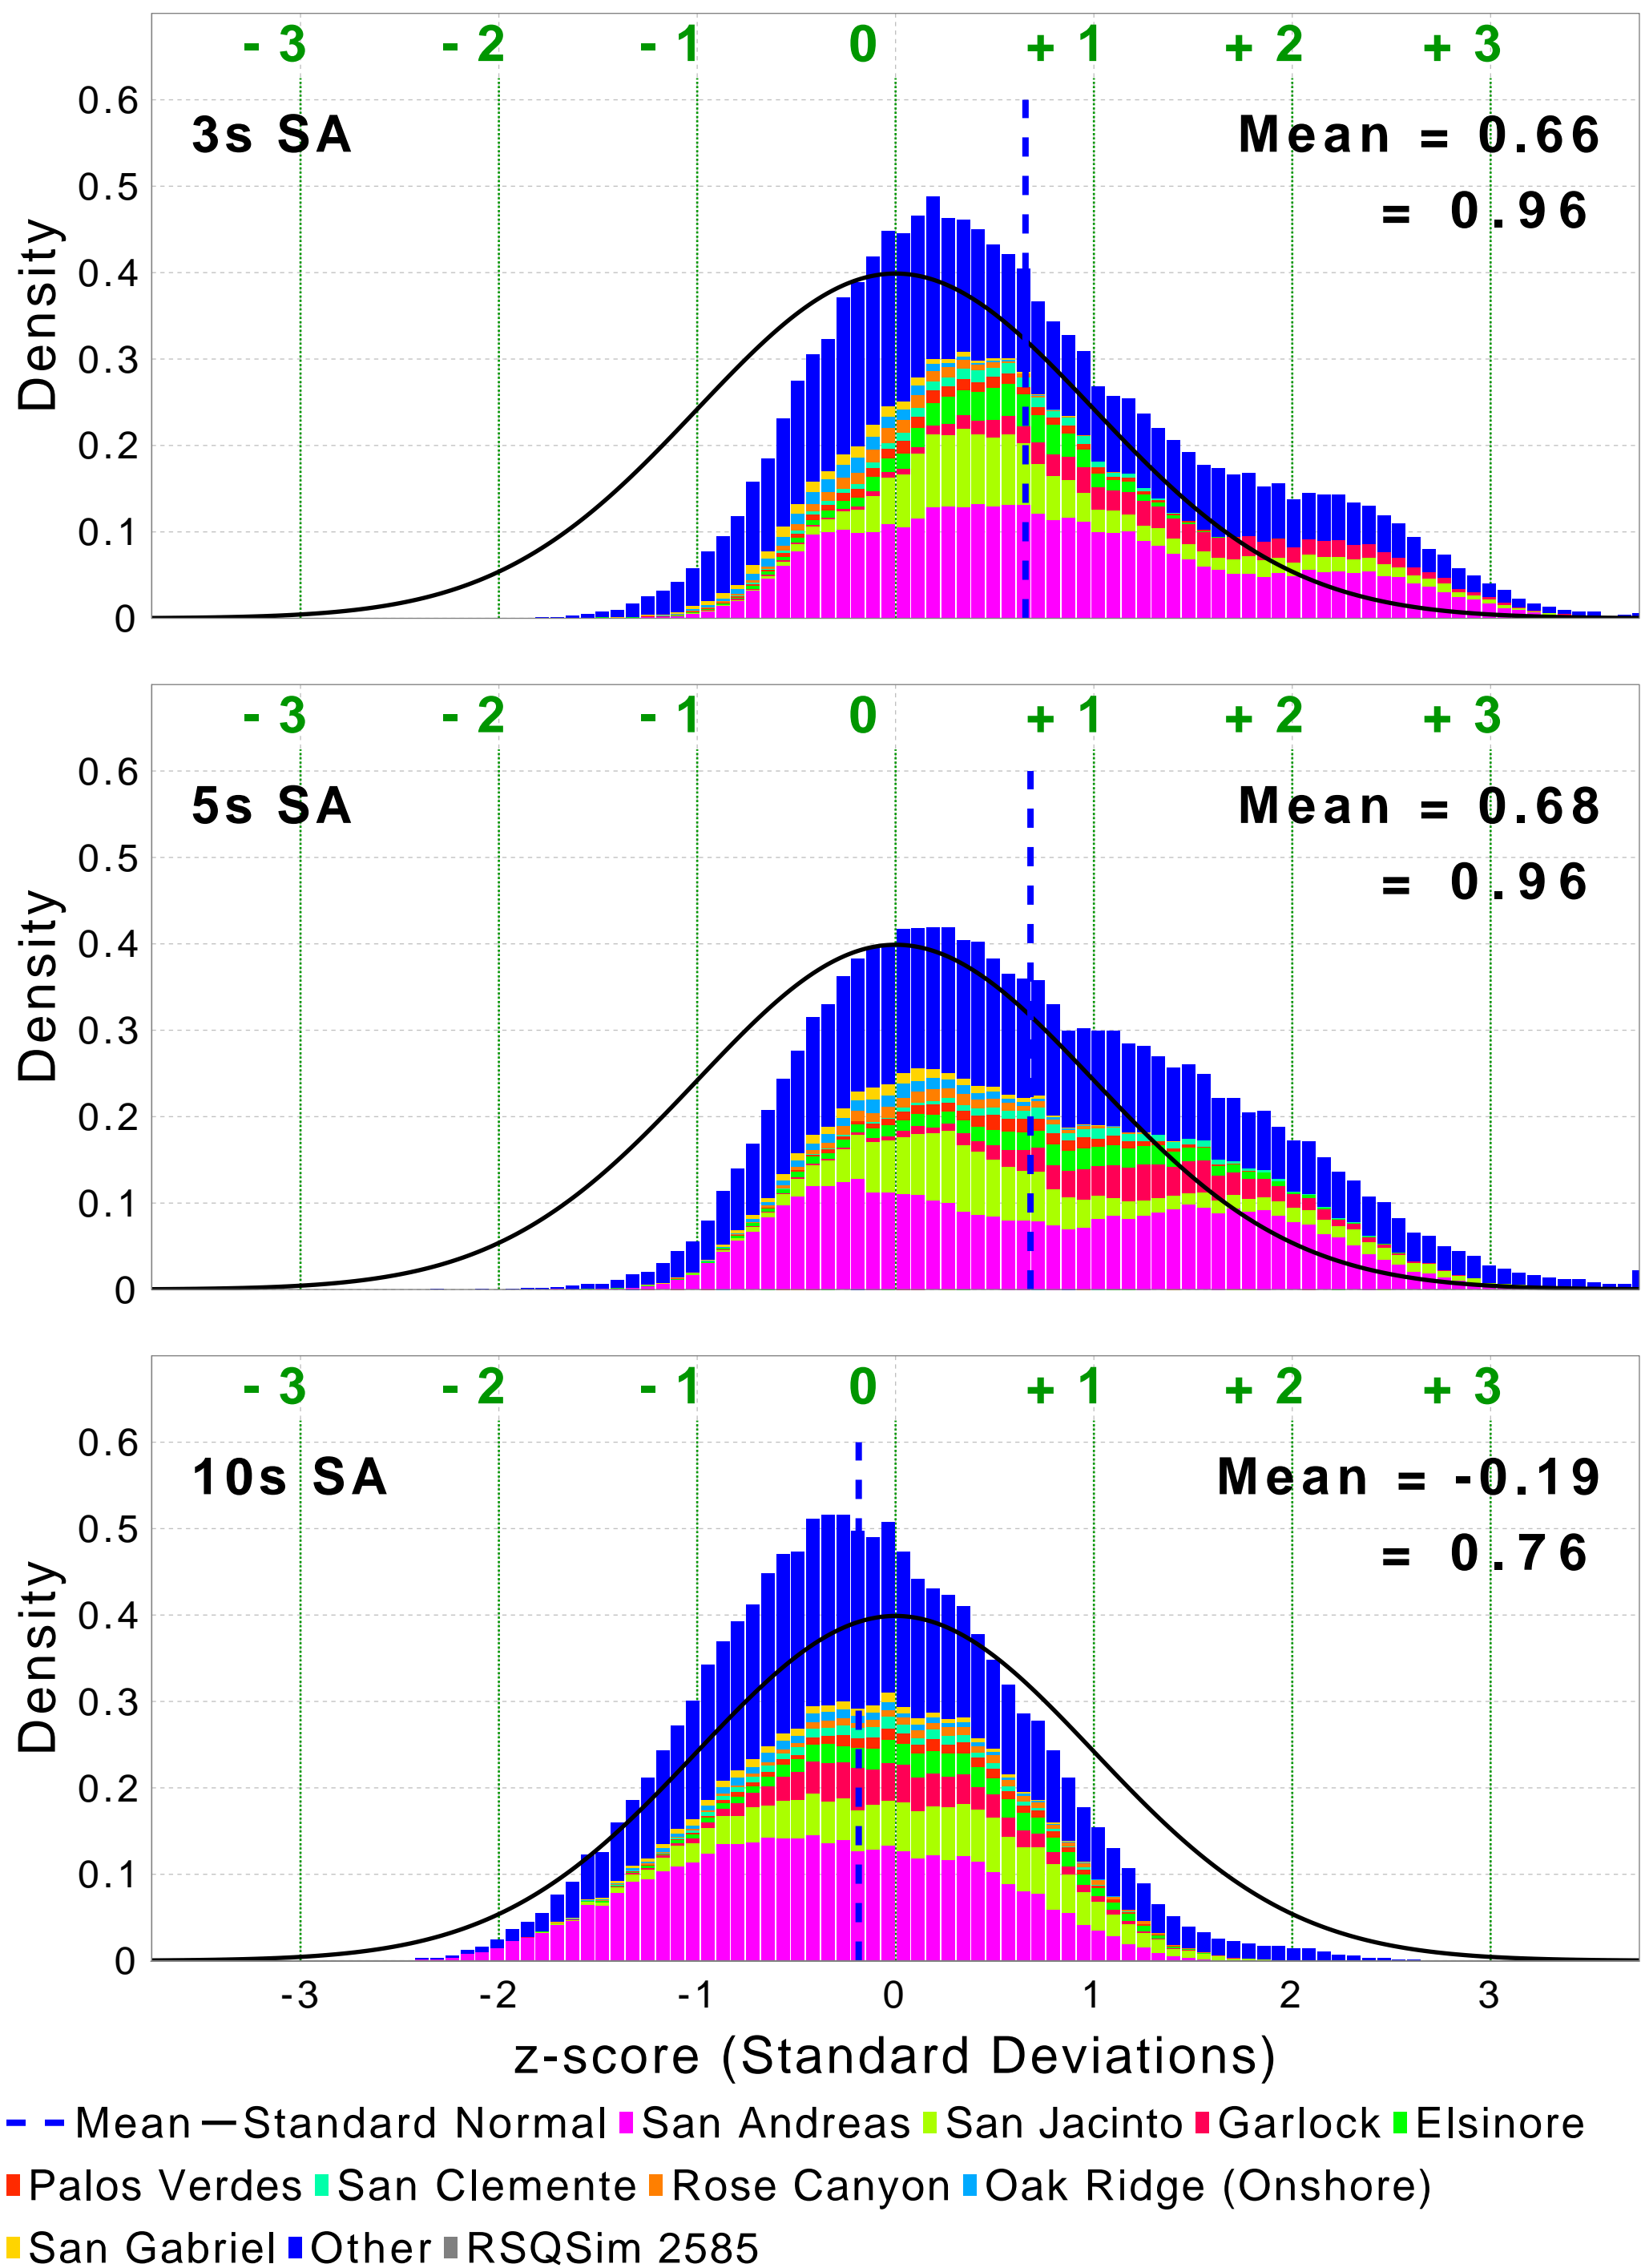 - 3 - 2 - 1 0 + 1 + 2 + 3
0.6
3s SA Mean = 0.66
0.5
= 0.96
0.4
0.3
0.2
0.1
0
Density
- 3 - 2 - 1 0 + 1 + 2 + 3
0.6
5s SA Mean = 0.68
0.5
= 0.96
0.4
0.3
0.2
0.1
0
Density
- 3 - 2 - 1 0 + 1 + 2 + 3
0.6
10s SA Mean = -0.19
0.5
= 0.76
0.4
0.3
0.2
0.1
0
Density
-3 -2 -1 0 1 2 3
z-score (Standard Deviations)
Mean Standard Normal San Andreas San Jacinto Garlock Elsinore
Palos Verdes San Clemente Rose Canyon Oak Ridge (Onshore)
San Gabriel Other RSQSim 2585